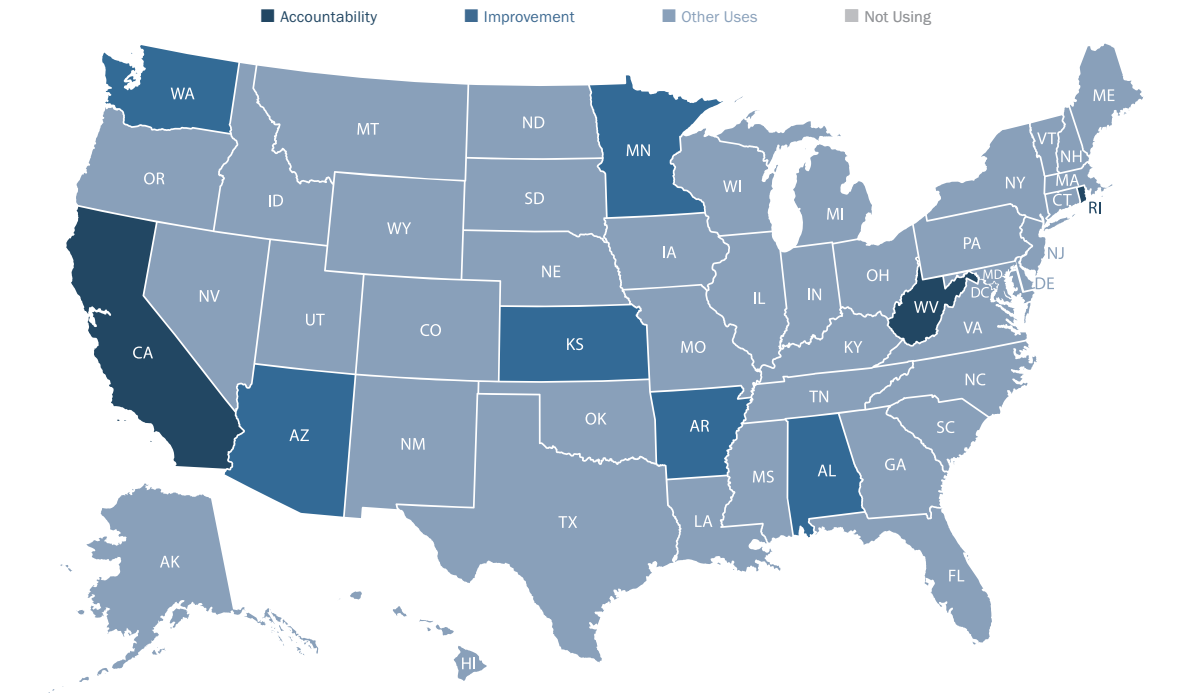 Accountability Improvement Other Uses Not Using
WA
MT
ND
MN
ME
OR
ID
WY
SD
WI
MI
NY
VT
NH
MA
CT
RI
NV
UT
CO
NE
IA
IL
IN
OH
PA
NJ
MD
DE
DC
WV
VA
CA
KS
MO
KY
NC
TN
SC
AZ
NM
OK
AR
MS
AL
GA
TX
LA
FL
AK
HI